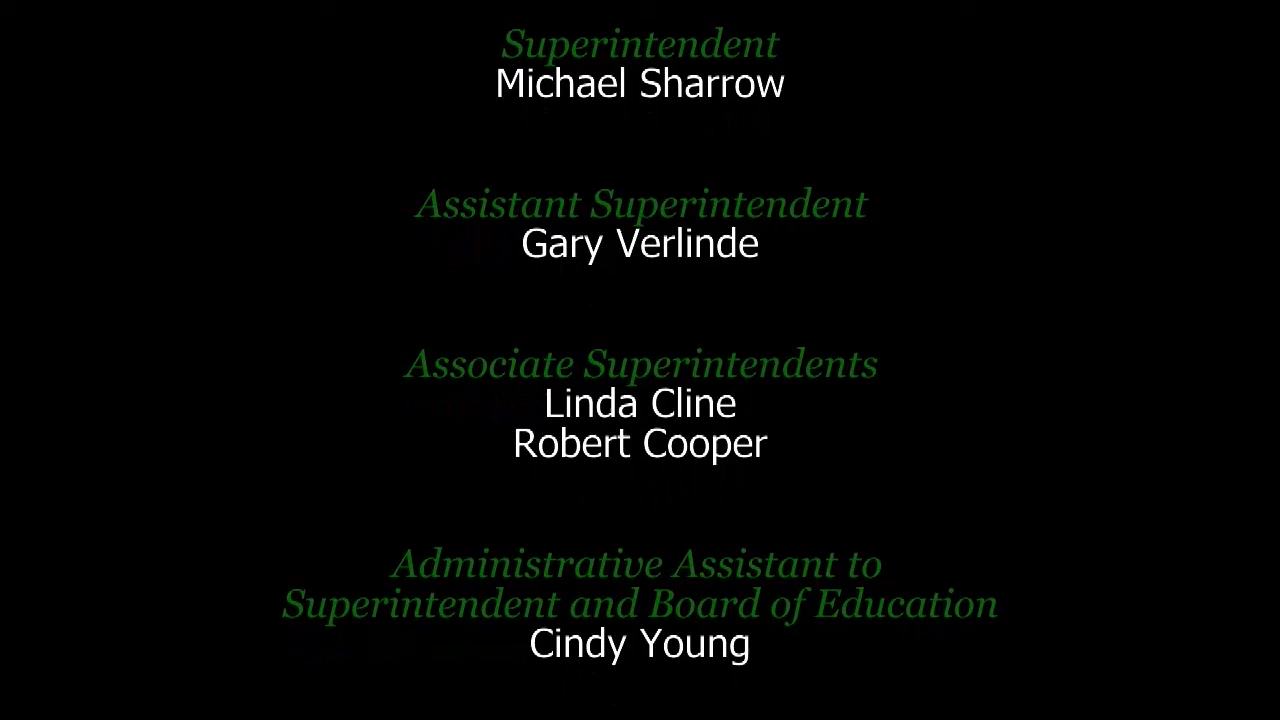 Superintendent
Michael Sharrow
Assistant Superintendent
Gary Verlinde
Associate Superintendents
Linda Cline
Robert Cooper
Administrative Assistant to
Superintendent and Board of Education
Cindy Young